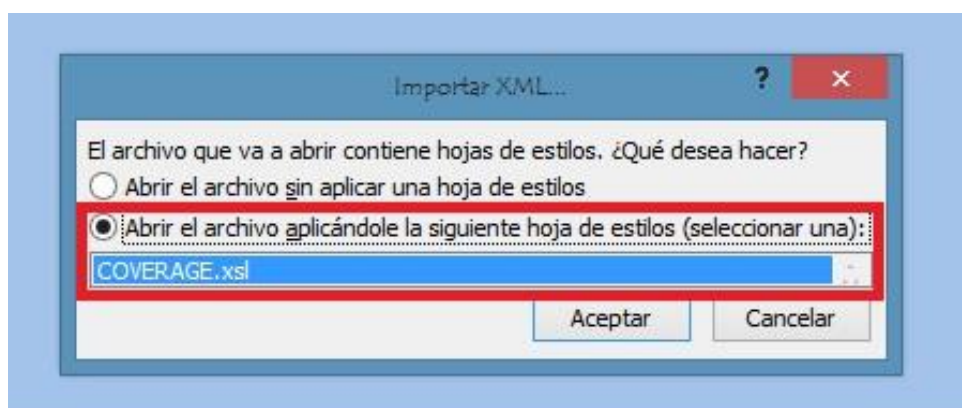 Importar XML...
?
El archivo que va a abrir contiene hojas de estilos. ¿Qué desea hacer?
Abrir el archivo sin aplicar una hoja de estilos
Abrir el archivo aplicándole la siguiente hoja de estilos (seleccionar una):
COVERAGE.xsl
Aceptar Cancelar